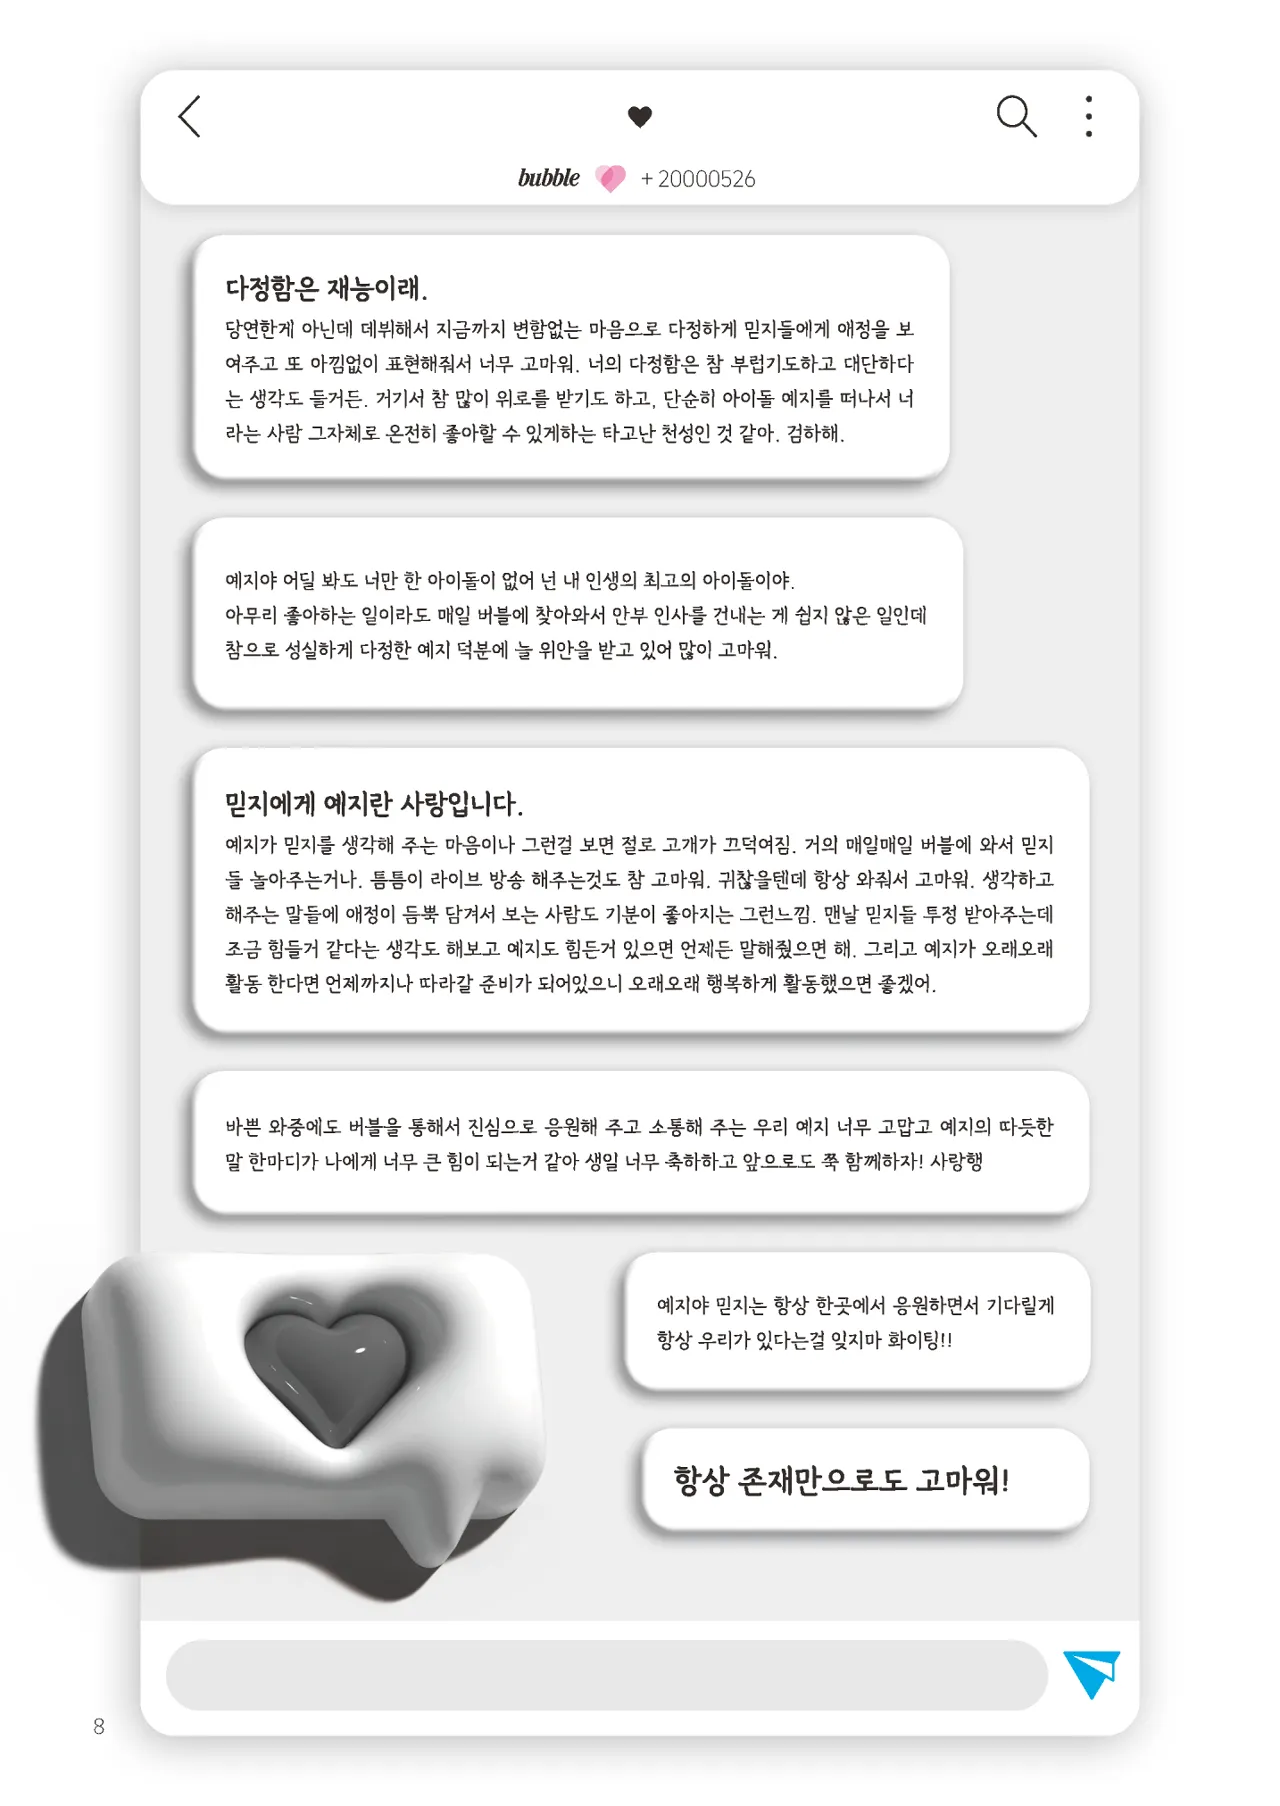 bubble + 20000526
다정함은 재능이래.
당연한게 아닌데 데뷔해서 지금까지 변함없는 마음으로 다정하게 믿지들에게 애정을 보
여주고 또 아낌없이 표현해줘서 너무 고마워. 너의 다정함은 참 부럽기도하고 대단하다
는 생각도 들거든. 거기서 참 많이 위로를 받기도 하고, 단순히 아이돌 예지를 떠나서 너
라는 사람 그자체로 온전히 좋아할 수 있게하는 타고난 천성인 것 같아. 검하해.
예지야 어딜 봐도 너만 한 아이돌이 없어 넌 내 인생의 최고의 아이돌이야.
아무리 좋아하는 일이라도 매일 버블에 찾아와서 안부 인사를 건내는 게 쉽지 않은 일인데
참으로 성실하게 다정한 예지 덕분에 늘 위안을 받고 있어 많이 고마워.
믿지에게 예지란 사랑입니다.
예지가 믿지를 생각해 주는 마음이나 그런걸 보면 절로 고개가 끄덕여짐. 거의 매일매일 버블에 와서 믿지
들 놀아주는거나. 틈틈이 라이브 방송 해주는것도 참 고마워. 귀찮을텐데 항상 와줘서 고마워. 생각하고
해주는 말들에 애정이 듬뿍 담겨서 보는 사람도 기분이 좋아지는 그런느낌. 맨날 믿지들 투정 받아주는데
조금 힘들거 같다는 생각도 해보고 예지도 힘든거 있으면 언제든 말해줬으면 해. 그리고 예지가 오래오래
활동 한다면 언제까지나 따라갈 준비가 되어있으니 오래오래 행복하게 활동했으면 좋겠어.
바쁜 와중에도 버블을 통해서 진심으로 응원해 주고 소통해 주는 우리 예지 너무 고맙고 예지의 따듯한
말 한마디가 나에게 너무 큰 힘이 되는거 같아 생일 너무 축하하고 앞으로도 쭉 함께하자! 사랑행
예지야 믿지는 항상 한곳에서 응원하면서 기다릴게
항상 우리가 있다는걸 잊지마 화이팅!!
항상 존재만으로도 고마워!
8